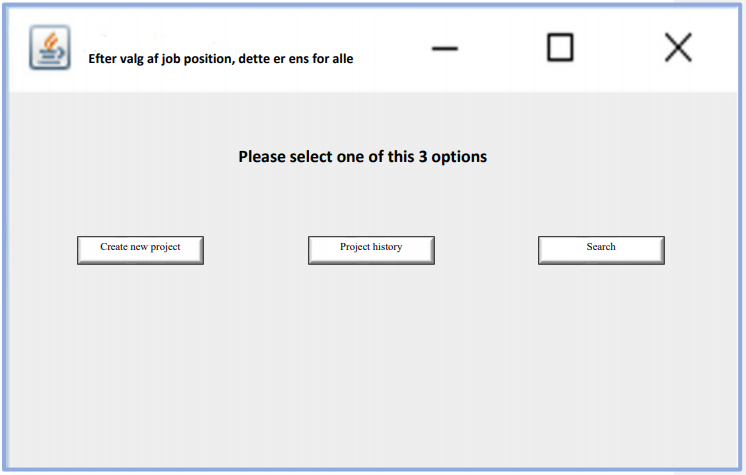 Efter valg af job position, dette er ens for alle
Please select one of this 3 options
Create new project
Project history
Search